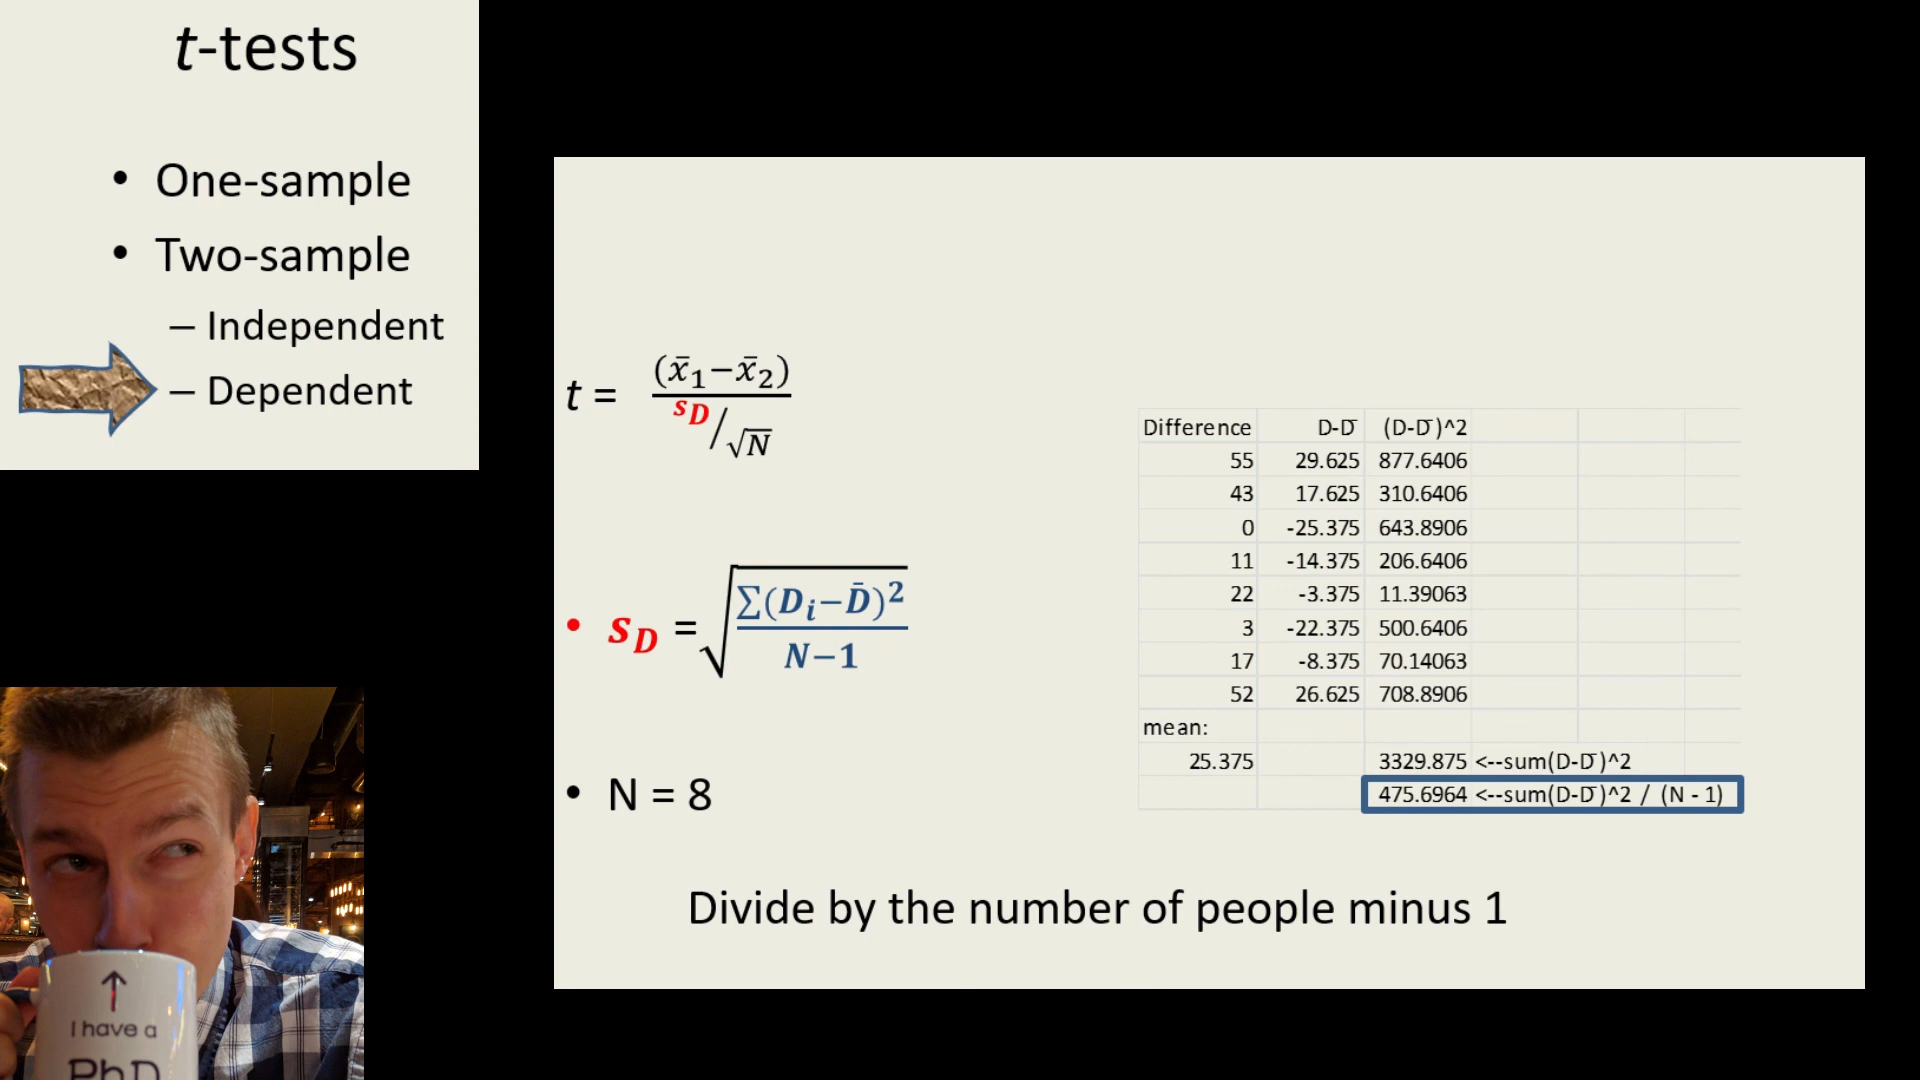 t-tests
• One-sample
• Two-sample
– Independent
– Dependent
t = (x̄₁−x̄₂) / s_D/√N
• s_D = √∑(Dᵢ−D̄)² / N−1
• N = 8
Difference D-D̄ (D-D̄)^2
55 29.625 877.6406
43 17.625 310.6406
0 -25.375 643.8906
11 -14.375 206.6406
22 -3.375 11.39063
3 -22.375 500.6406
17 -8.375 70.14063
52 26.625 708.8906
mean:
25.375 3329.875 <--sum(D-D̄)^2
475.6964 <--sum(D-D̄)^2 / (N - 1)
Divide by the number of people minus 1
I have a
PhD